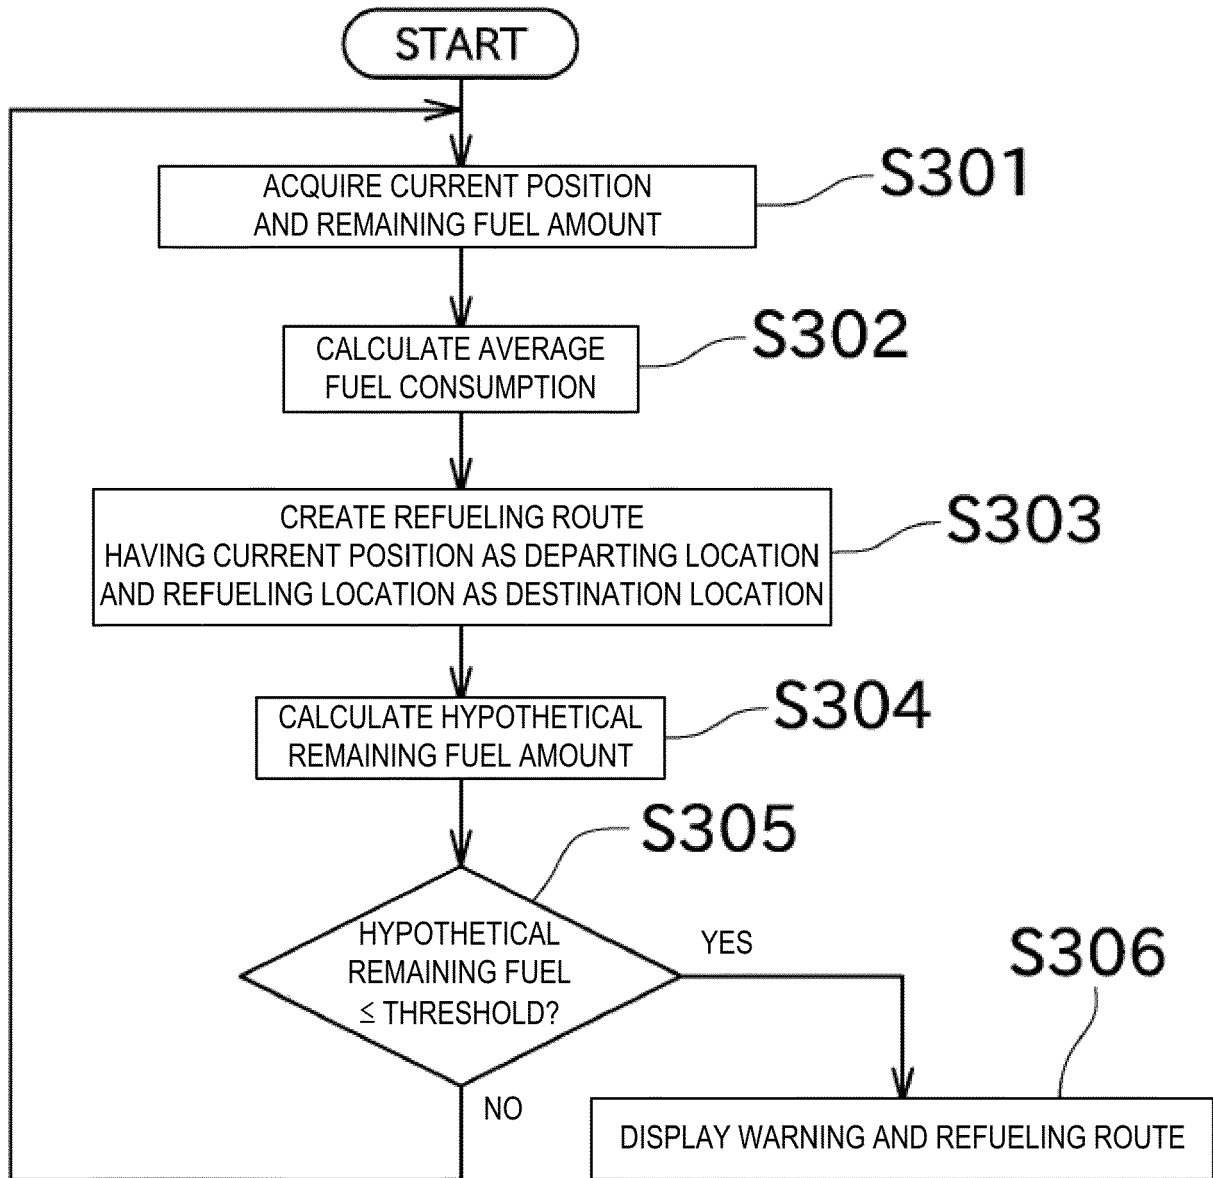 START
S301
ACQUIRE CURRENT POSITION
AND REMAINING FUEL AMOUNT
S302
CALCULATE AVERAGE
FUEL CONSUMPTION
S303
CREATE REFUELING ROUTE
HAVING CURRENT POSITION AS DEPARTING LOCATION
AND REFUELING LOCATION AS DESTINATION LOCATION
S304
CALCULATE HYPOTHETICAL
REMAINING FUEL AMOUNT
S305
HYPOTHETICAL
REMAINING FUEL
≤ THRESHOLD?
YES
NO
S306
DISPLAY WARNING AND REFUELING ROUTE